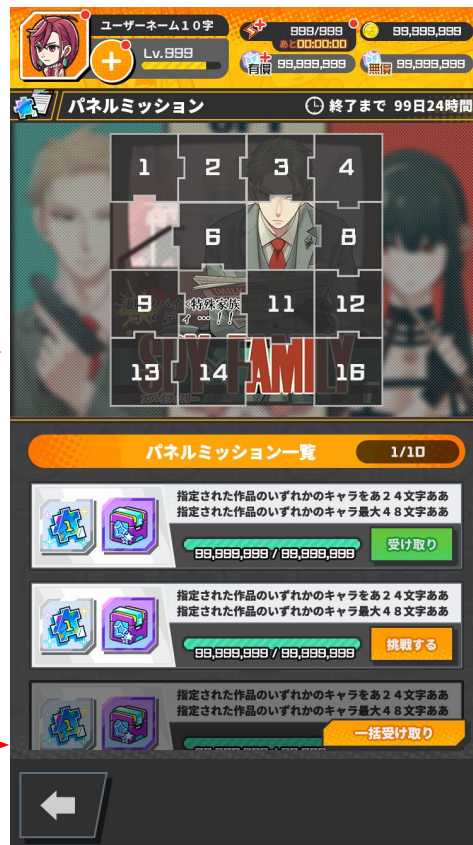 ユーザーネーム10字
Lv.999
999/999
あと00:00:00
99,999,999
有償 99,999,999
無償 99,999,999
パネルミッション
終了まで 99日24時間
1 2 3 4
6 8
9 11 12
特殊家族
13 14 16
FAMILY
パネルミッション一覧
1/10
指定された作品のいずれかのキャラをあ24文字ああ
指定された作品のいずれかのキャラ最大48文字ああ
99,999,999 / 99,999,999
受け取り
指定された作品のいずれかのキャラをあ24文字ああ
指定された作品のいずれかのキャラ最大48文字ああ
99,999,999 / 99,999,999
挑戦する
指定された作品のいずれかのキャラをあ24文字ああ
指定された作品のいずれかのキャラ最大48文字ああ
一括受け取り